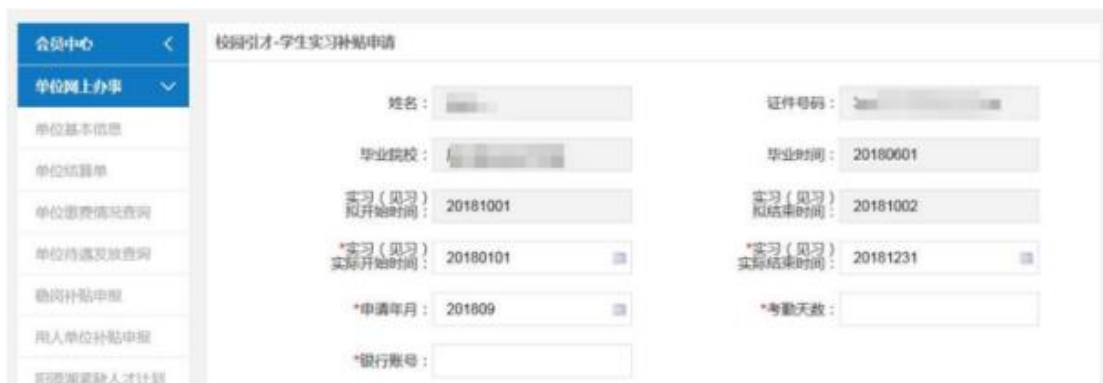 会员中心
校园引才-学生实习补贴申请
单位网上办事
姓名：
证件号码：
单位基本信息
毕业院校：
毕业时间：20180601
单位结算单
实习（见习）
拟开始时间：20181001
实习（见习）
拟结束时间：20181002
单位缴费情况查询
*实习（见习）
实际开始时间：20180101
*实习（见习）
实际结束时间：20181231
单位待遇发放查询
稳岗补贴申报
*申请年月：201809
*考勤天数：
用人单位补贴申报
*银行账号：